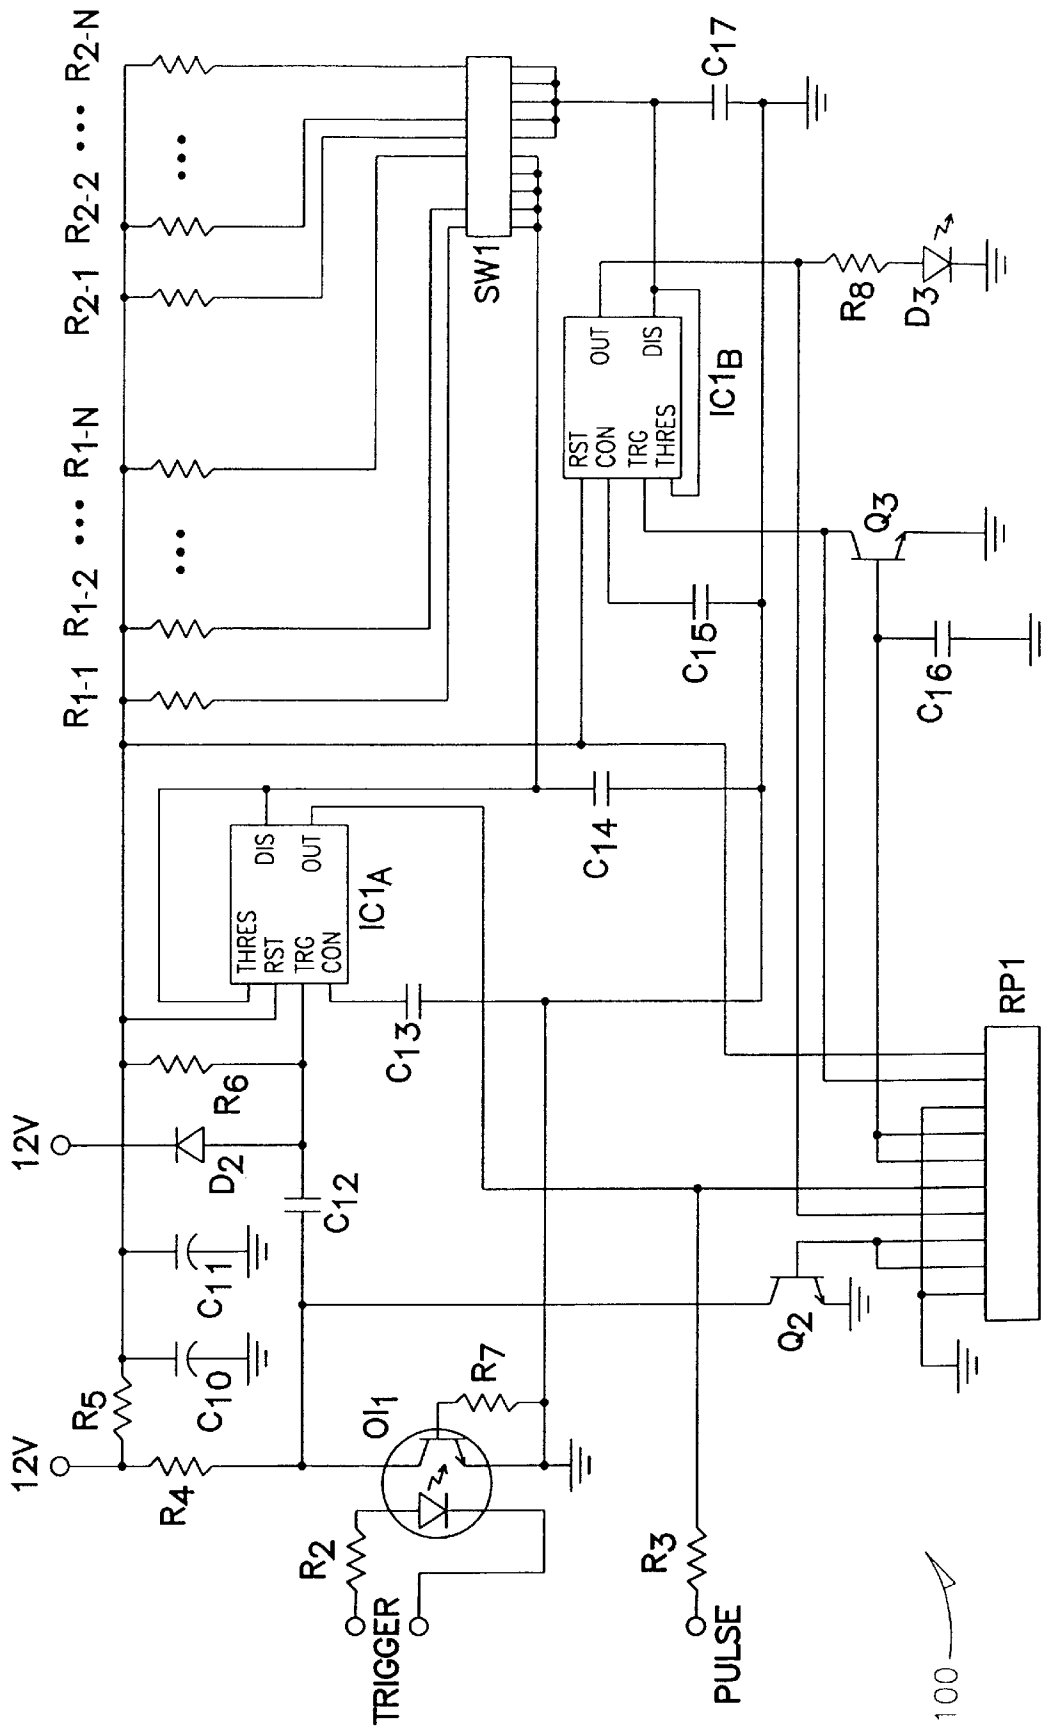 12V
12V
R5
R4
C10
C11
D2
R6
C12
THRES
RST
TRG
CON
DIS
OUT
IC1A
C13
R1-1
R1-2
•••
R1-N
•••
R2-1
R2-2
•••
R2-N
•••
SW1
C14
RST
CON
TRG
THRES
OUT
DIS
IC1B
C15
C17
TRIGGER
R2
OI1
R7
PULSE
R3
Q2
RP1
C16
Q3
R8
D3
100